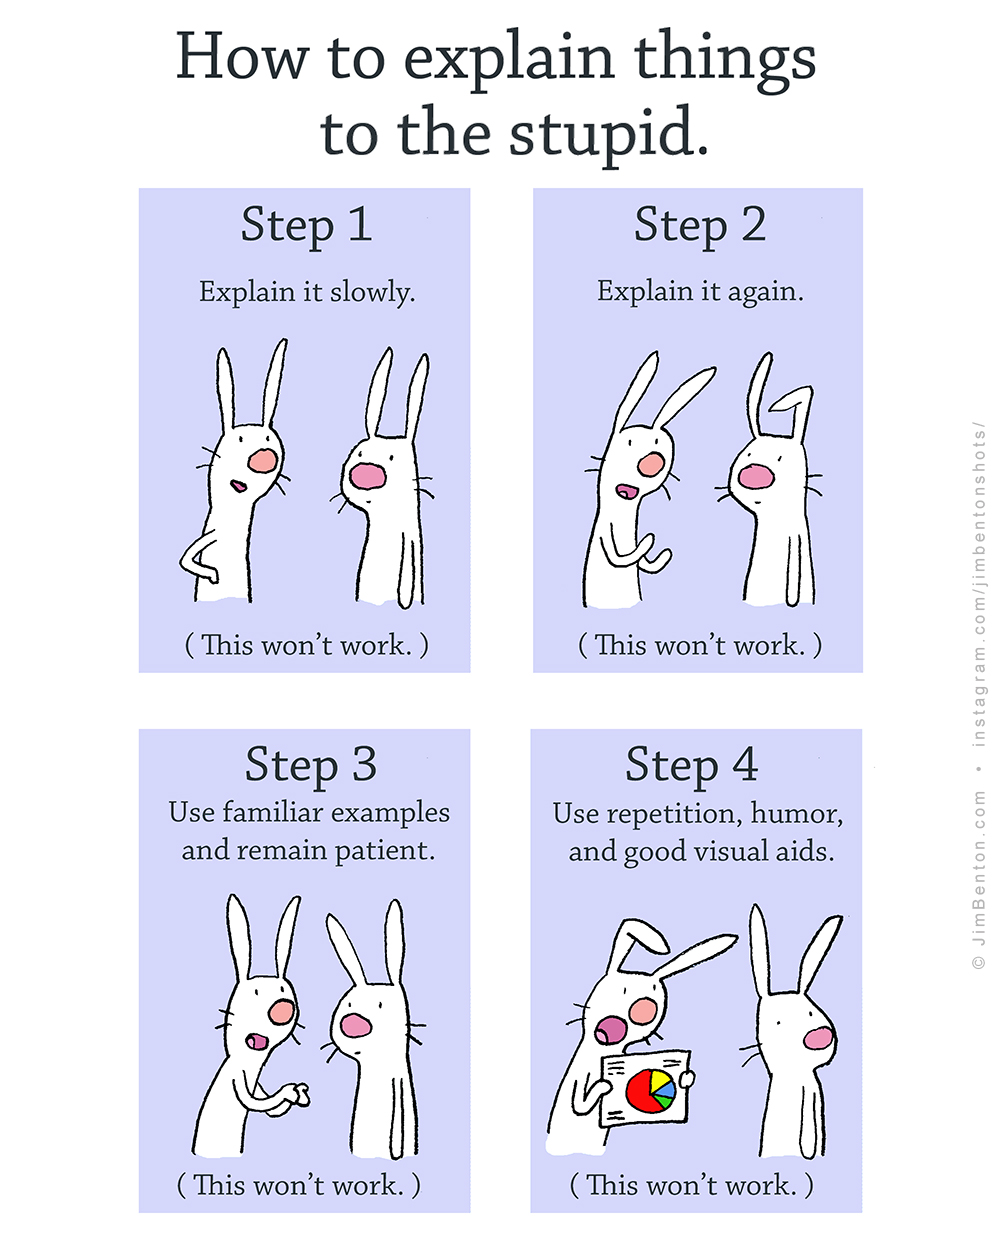 How to explain things
to the stupid.
Step 1
Explain it slowly.
( This won't work. )
Step 2
Explain it again.
( This won't work. )
Step 3
Use familiar examples
and remain patient.
( This won't work. )
Step 4
Use repetition, humor,
and good visual aids.
( This won't work. )
© JimBenton.com • instagram.com/jimbentonshots/